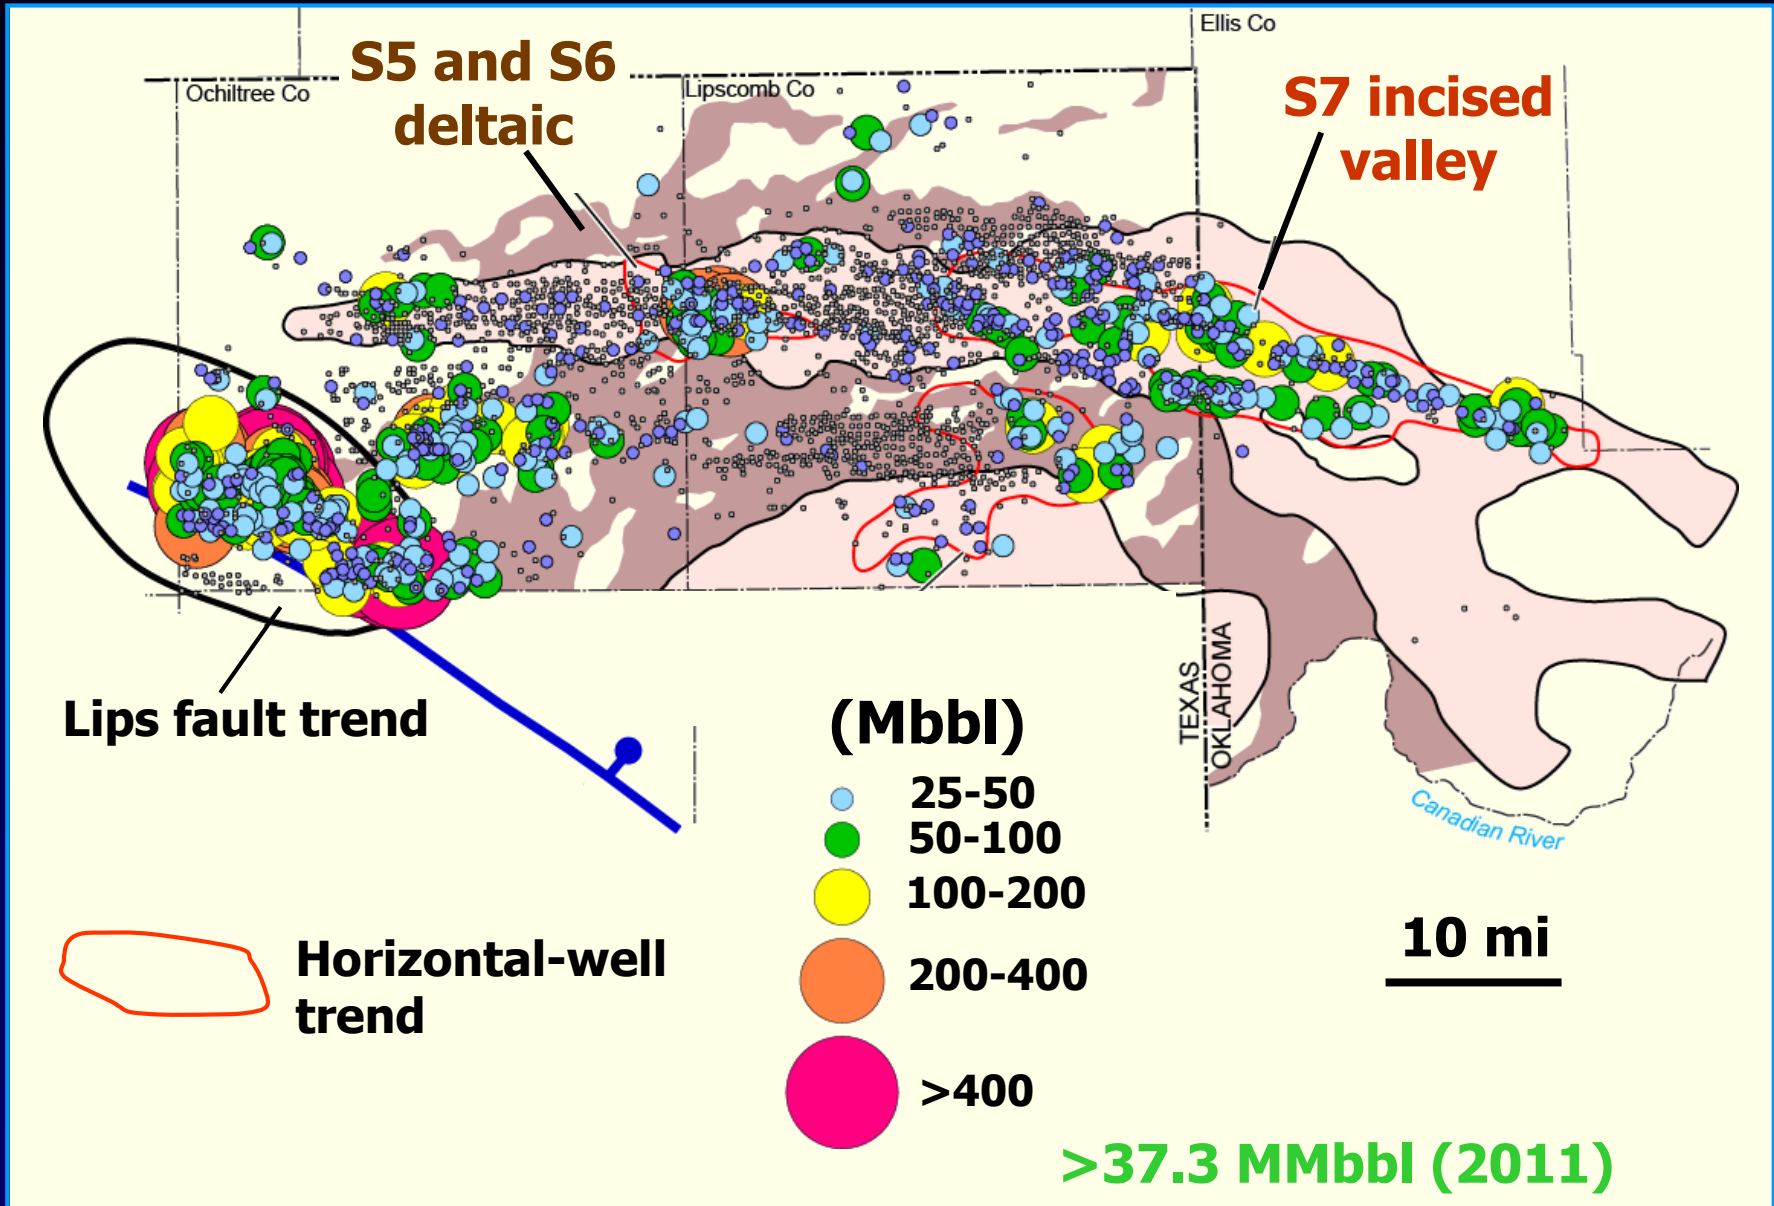 Ellis Co
S5 and S6
deltaic
Ochiltree Co
Lipscomb Co
S7 incised
valley
Lips fault trend
TEXAS
OKLAHOMA
Canadian River
(Mbbl)
25-50
50-100
100-200
200-400
>400
Horizontal-well
trend
10 mi
>37.3 MMbbl (2011)